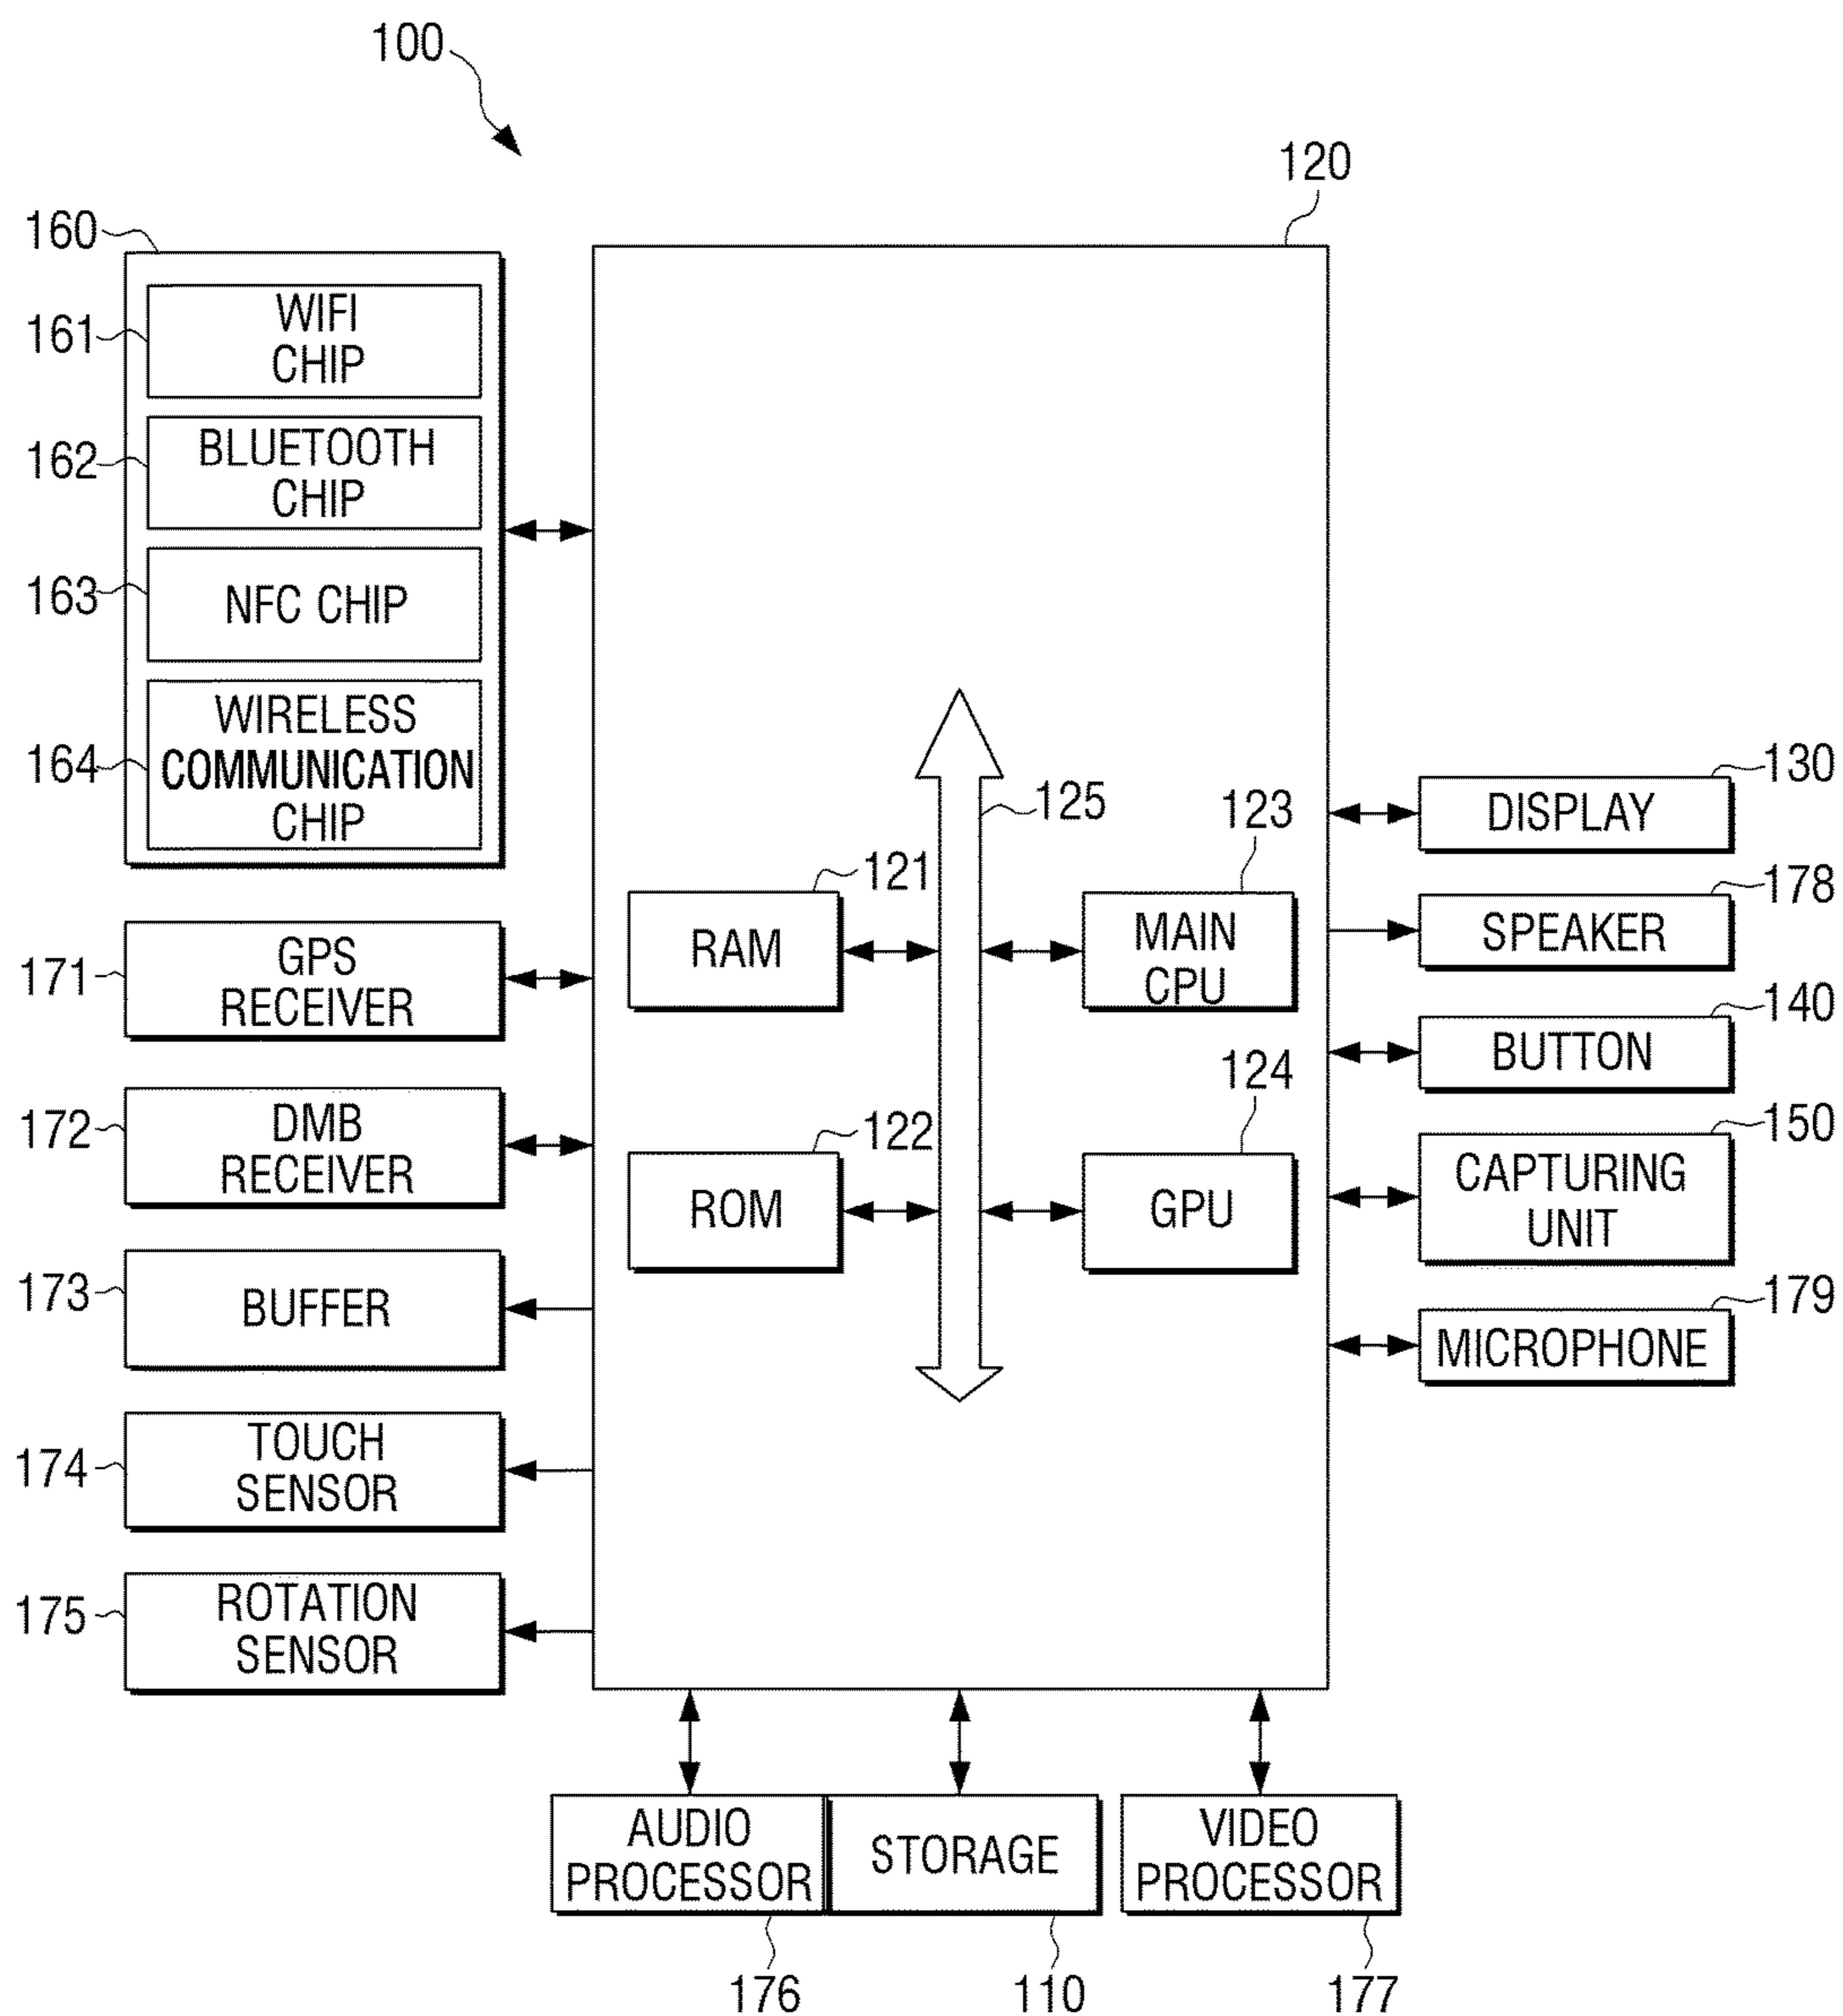 100
120
160
161
WIFI
CHIP
162
BLUETOOTH
CHIP
163
NFC CHIP
164
WIRELESS
COMMUNICATION
CHIP
171
GPS
RECEIVER
172
DMB
RECEIVER
173
BUFFER
174
TOUCH
SENSOR
175
ROTATION
SENSOR
125
121
RAM
122
ROM
123
MAIN
CPU
124
GPU
130
DISPLAY
178
SPEAKER
140
BUTTON
150
CAPTURING
UNIT
179
MICROPHONE
AUDIO
PROCESSOR
176
STORAGE
110
VIDEO
PROCESSOR
177